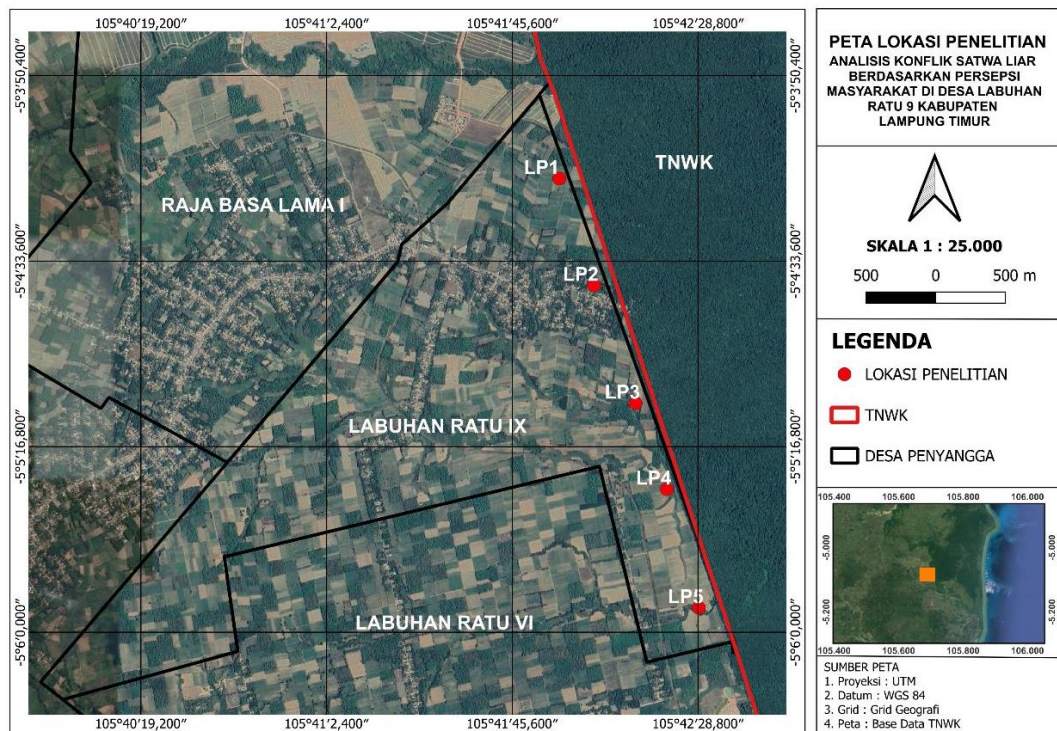 105°40'19,200" 105°41'2,400" 105°41'45,600" 105°42'28,800"
-5°3'50,400"
-5°4'33,600"
-5°5'16,800"
-5°6'0,000"
LP1
TNWK
RAJA BASA LAMA I
LP2
LP3
LABUHAN RATU IX
LP4
LP5
LABUHAN RATU VI
-5°3'50,400"
-5°4'33,600"
-5°5'16,800"
-5°6'0,000"
105°40'19,200" 105°41'2,400" 105°41'45,600" 105°42'28,800"
PETA LOKASI PENELITIAN
ANALISIS KONFLIK SATWA LIAR
BERDASARKAN PERSEPSI
MASYARAKAT DI DESA LABUHAN
RATU 9 KABUPATEN
LAMPUNG TIMUR
SKALA 1 : 25.000
500 0 500 m
LEGENDA
LOKASI PENELITIAN
TNWK
DESA PENYANGGA
105.400 105.600 105.800 106.000
-5.000 -5.000
-5.200 -5.200
105.400 105.600 105.800 106.000
SUMBER PETA
1. Proyeksi : UTM
2. Datum : WGS 84
3. Grid : Grid Geografi
4. Peta : Base Data TNWK